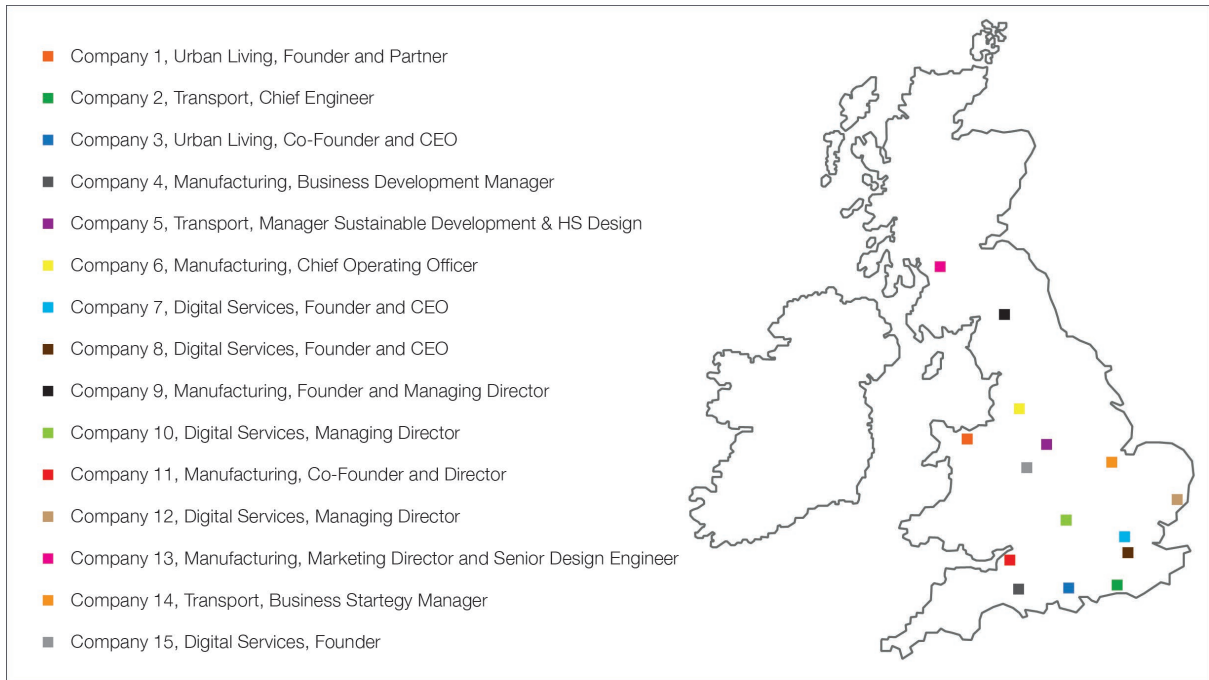 Company 1, Urban Living, Founder and Partner
Company 2, Transport, Chief Engineer
Company 3, Urban Living, Co-Founder and CEO
Company 4, Manufacturing, Business Development Manager
Company 5, Transport, Manager Sustainable Development & HS Design
Company 6, Manufacturing, Chief Operating Officer
Company 7, Digital Services, Founder and CEO
Company 8, Digital Services, Founder and CEO
Company 9, Manufacturing, Founder and Managing Director
Company 10, Digital Services, Managing Director
Company 11, Manufacturing, Co-Founder and Director
Company 12, Digital Services, Managing Director
Company 13, Manufacturing, Marketing Director and Senior Design Engineer
Company 14, Transport, Business Startegy Manager
Company 15, Digital Services, Founder